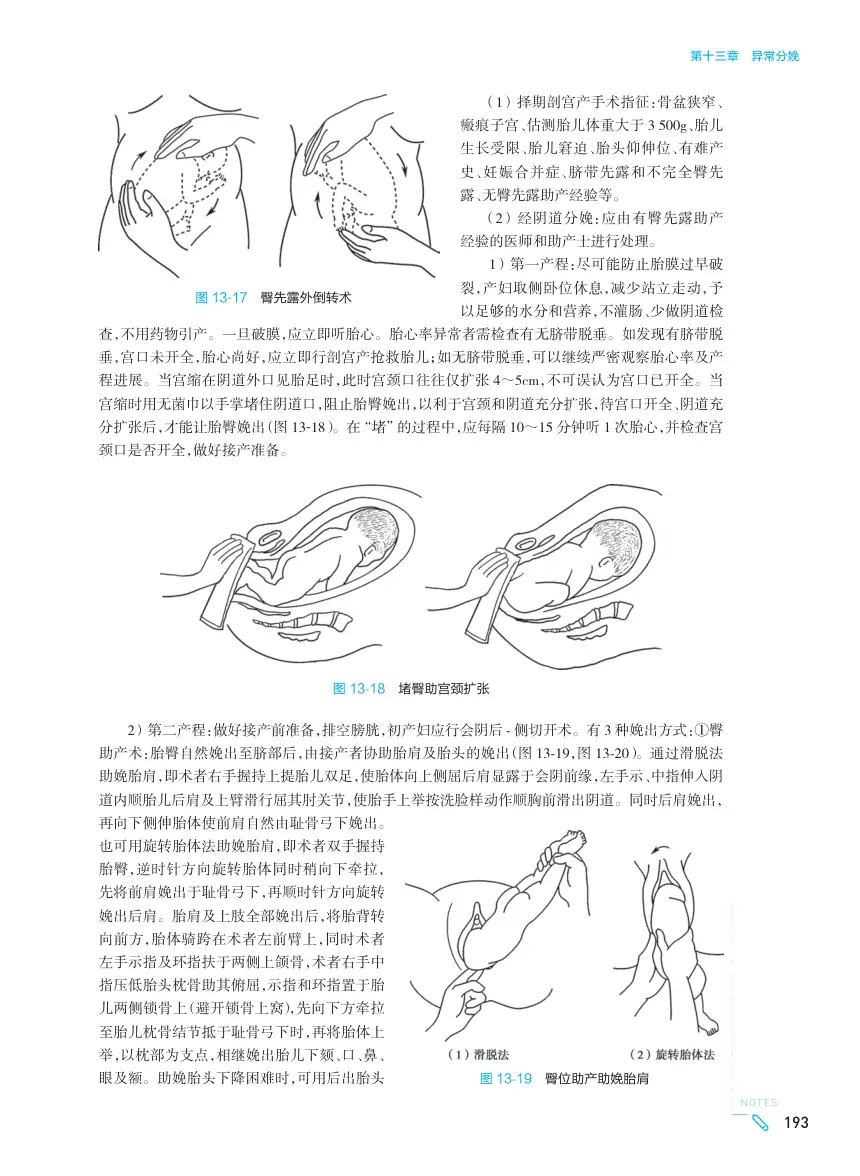 第十三章 异常分娩
（1）择期剖宫产手术指征：骨盆狭窄、
瘢痕子宫、估测胎儿体重大于 3 500g、胎儿
生长受限、胎儿窘迫、胎头仰伸位、有难产
史、妊娠合并症、脐带先露和不完全臀先
露、无臀先露助产经验等。
（2）经阴道分娩：应由有臀先露助产
经验的医师和助产士进行处理。
1）第一产程：尽可能防止胎膜过早破
裂，产妇取侧卧位休息，减少站立走动，予
以足够的水分和营养，不灌肠、少做阴道检
图 13-17 臀先露外倒转术
查，不用药物引产。一旦破膜，应立即听胎心。胎心率异常者需检查有无脐带脱垂。如发现有脐带脱
垂，宫口未开全，胎心尚好，应立即行剖宫产抢救胎儿；如无脐带脱垂，可以继续严密观察胎心率及产
程进展。当宫缩在阴道外口见胎足时，此时宫颈口往往仅扩张 4～5cm，不可误认为宫口已开全。当
宫缩时用无菌巾以手掌堵住阴道口，阻止胎臀娩出，以利于宫颈和阴道充分扩张，待宫口开全、阴道充
分扩张后，才能让胎臀娩出（图 13-18）。在“堵”的过程中，应每隔 10～15 分钟听 1 次胎心，并检查宫
颈口是否开全，做好接产准备。
图 13-18 堵臀助宫颈扩张
2）第二产程：做好接产前准备，排空膀胱，初产妇应行会阴后 - 侧切开术。有 3 种娩出方式：①臀
助产术：胎臀自然娩出至脐部后，由接产者协助胎肩及胎头的娩出（图 13-19，图 13-20）。通过滑脱法
助娩胎肩，即术者右手握持上提胎儿双足，使胎体向上侧屈后肩显露于会阴前缘，左手示、中指伸入阴
道内顺胎儿后肩及上臂滑行屈其肘关节，使胎手上举按洗脸样动作顺胸前滑出阴道。同时后肩娩出，
再向下侧伸胎体使前肩自然由耻骨弓下娩出。
也可用旋转胎体法助娩胎肩，即术者双手握持
胎臀，逆时针方向旋转胎体同时稍向下牵拉，
先将前肩娩出于耻骨弓下，再顺时针方向旋转
娩出后肩。胎肩及上肢全部娩出后，将胎背转
向前方，胎体骑跨在术者左前臂上，同时术者
左手示指及环指扶于两侧上颌骨，术者右手中
指压低胎头枕骨助其俯屈，示指和环指置于胎
儿两侧锁骨上（避开锁骨上窝），先向下方牵拉
至胎儿枕骨结节抵于耻骨弓下时，再将胎体上
举，以枕部为支点，相继娩出胎儿下颏、口、鼻、
眼及额。助娩胎头下降困难时，可用后出胎头
（1）滑脱法 （2）旋转胎体法
图 13-19 臀位助产助娩胎肩
NOTES
193